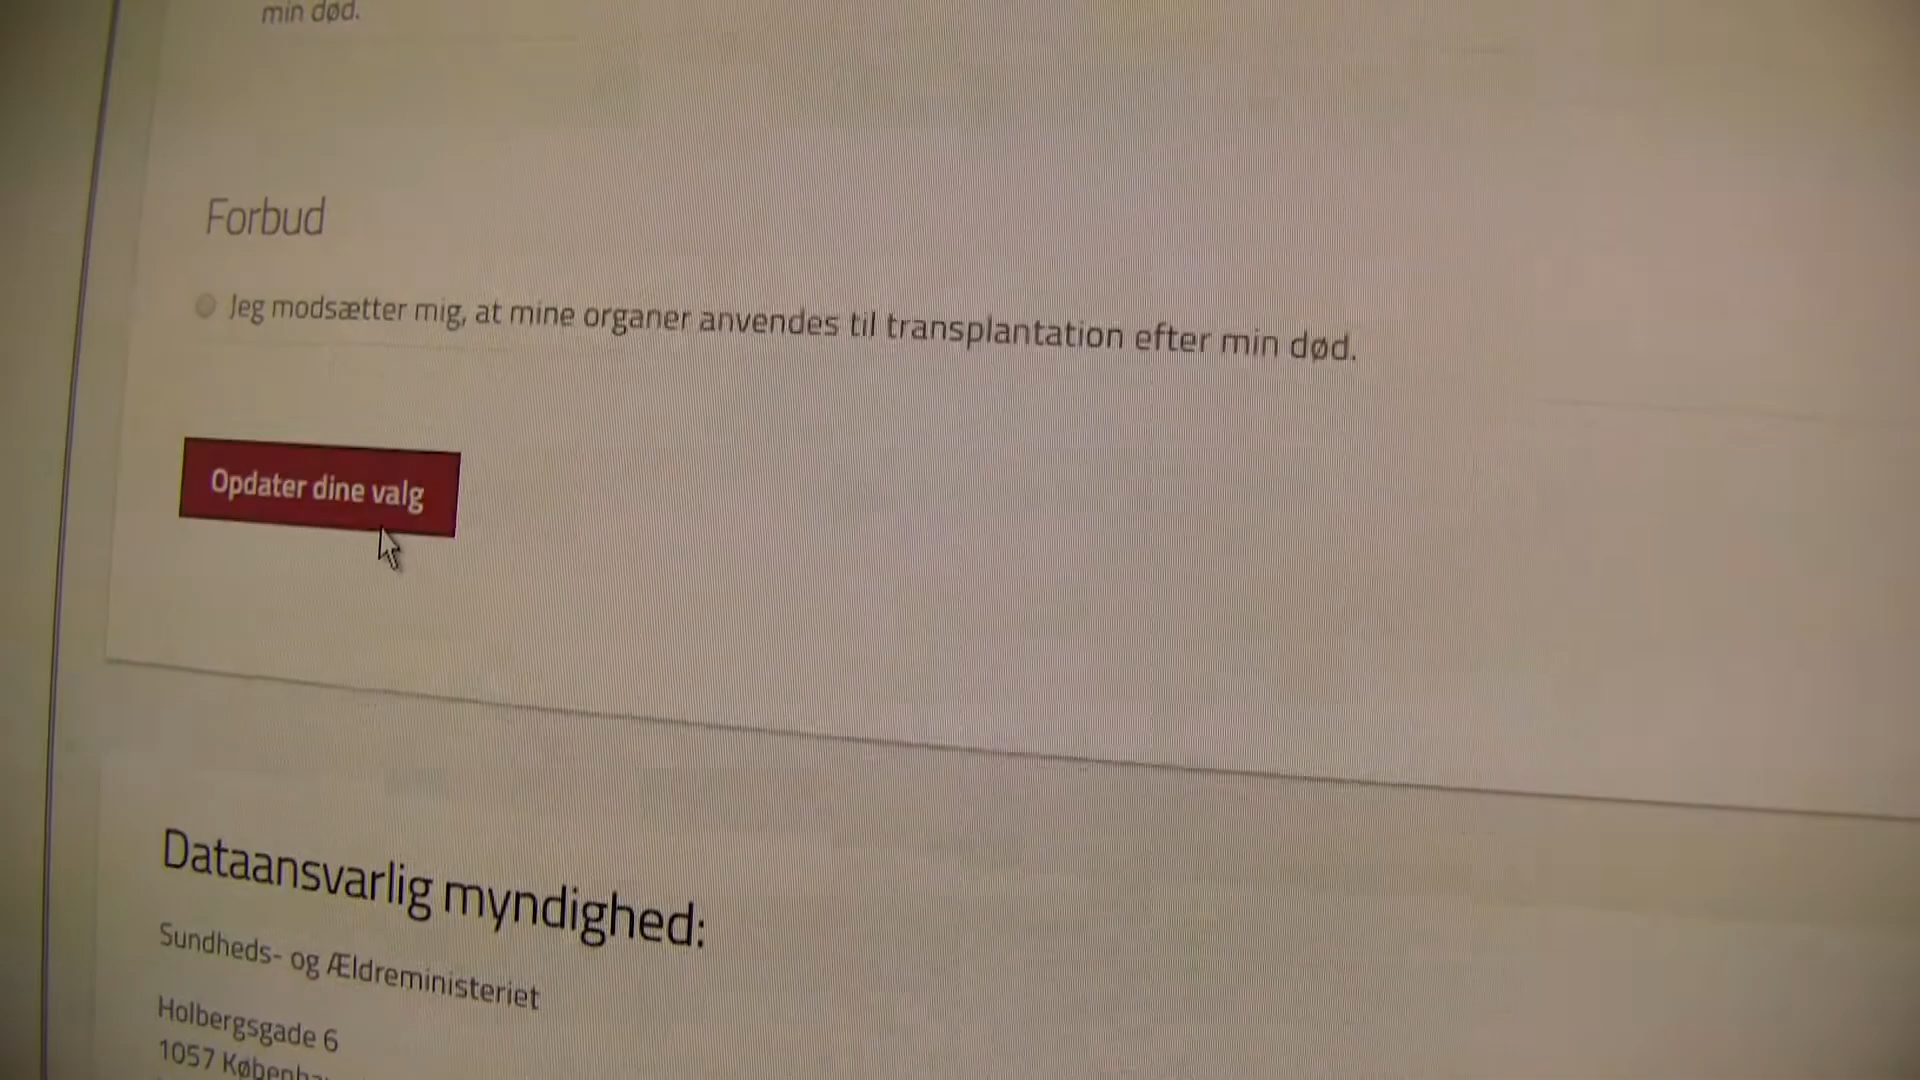 min død.
Forbud
Jeg modsætter mig, at mine organer anvendes til transplantation efter min død.
Opdater dine valg
Dataansvarlig myndighed:
Sundheds- og Ældreministeriet
Holbergsgade 6
1057